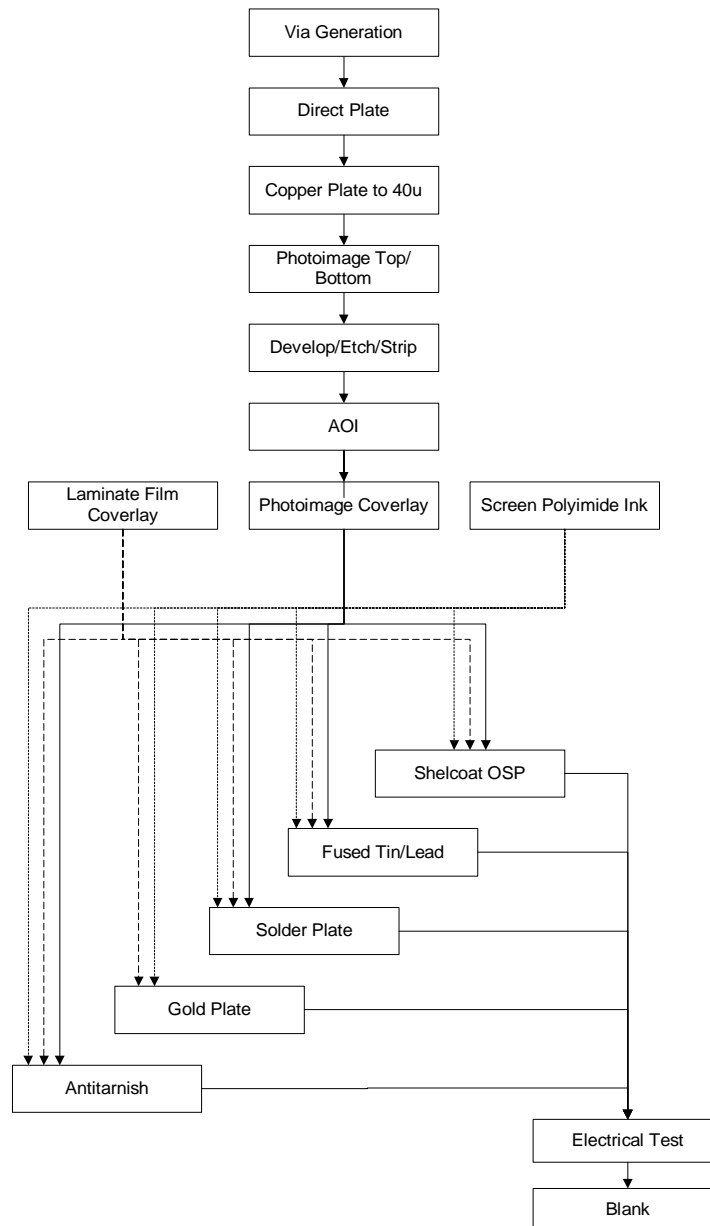 Via Generation
Direct Plate
Copper Plate to 40u
Photoimage Top/
Bottom
Develop/Etch/Strip
AOI
Laminate Film
Coverlay
Photoimage Coverlay
Screen Polyimide Ink
Shelcoat OSP
Fused Tin/Lead
Solder Plate
Gold Plate
Antitarnish
Electrical Test
Blank